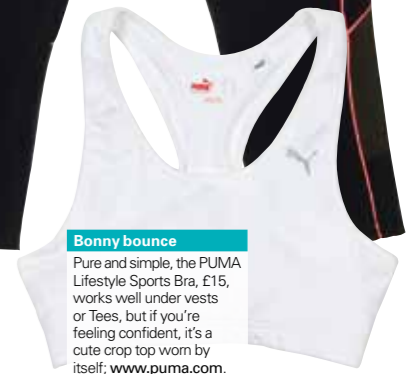 PUMA
Bonny bounce
Pure and simple, the PUMA
Lifestyle Sports Bra, £15,
works well under vests
or Tees, but if you're
feeling confident, it's a
cute crop top worn by
itself; www.puma.com.